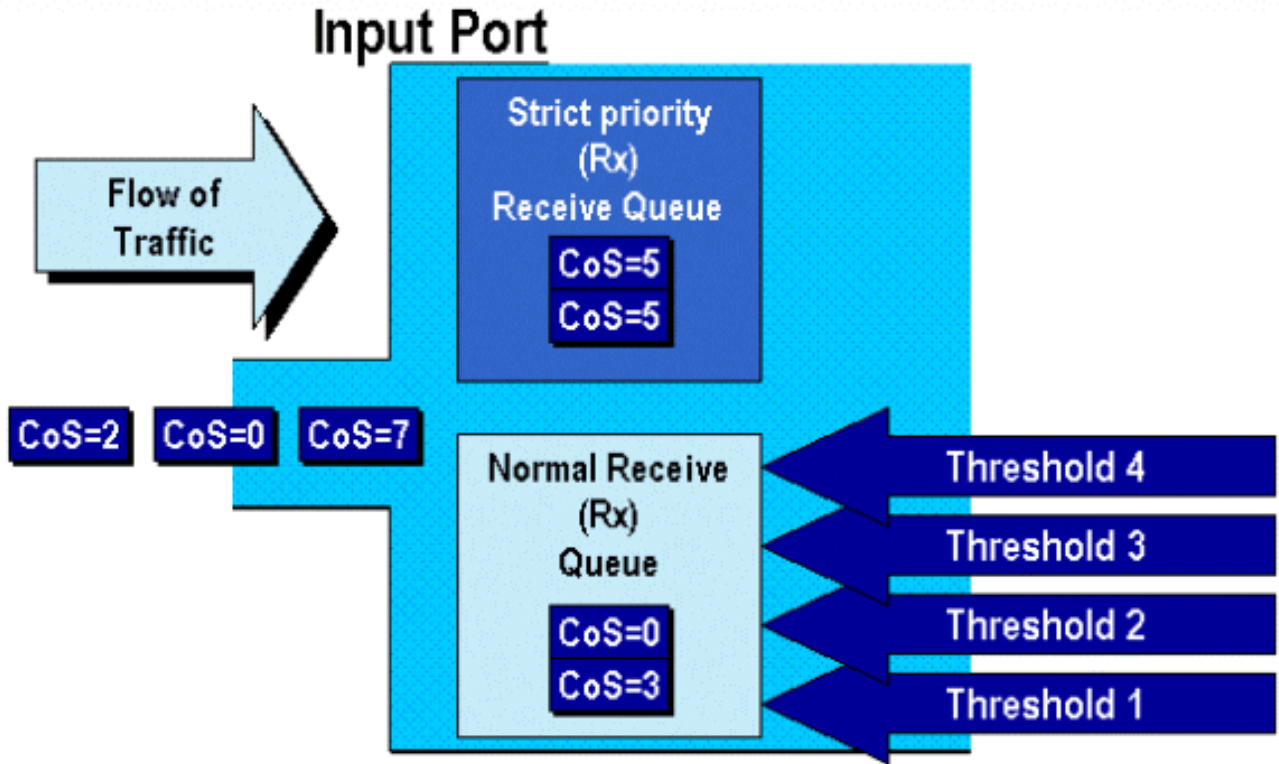 Input Port
Flow of
Traffic
Strict priority
(Rx)
Receive Queue
CoS=5
CoS=5
CoS=2 CoS=0 CoS=7
Normal Receive
(Rx)
Queue
CoS=0
CoS=3
Threshold 4
Threshold 3
Threshold 2
Threshold 1